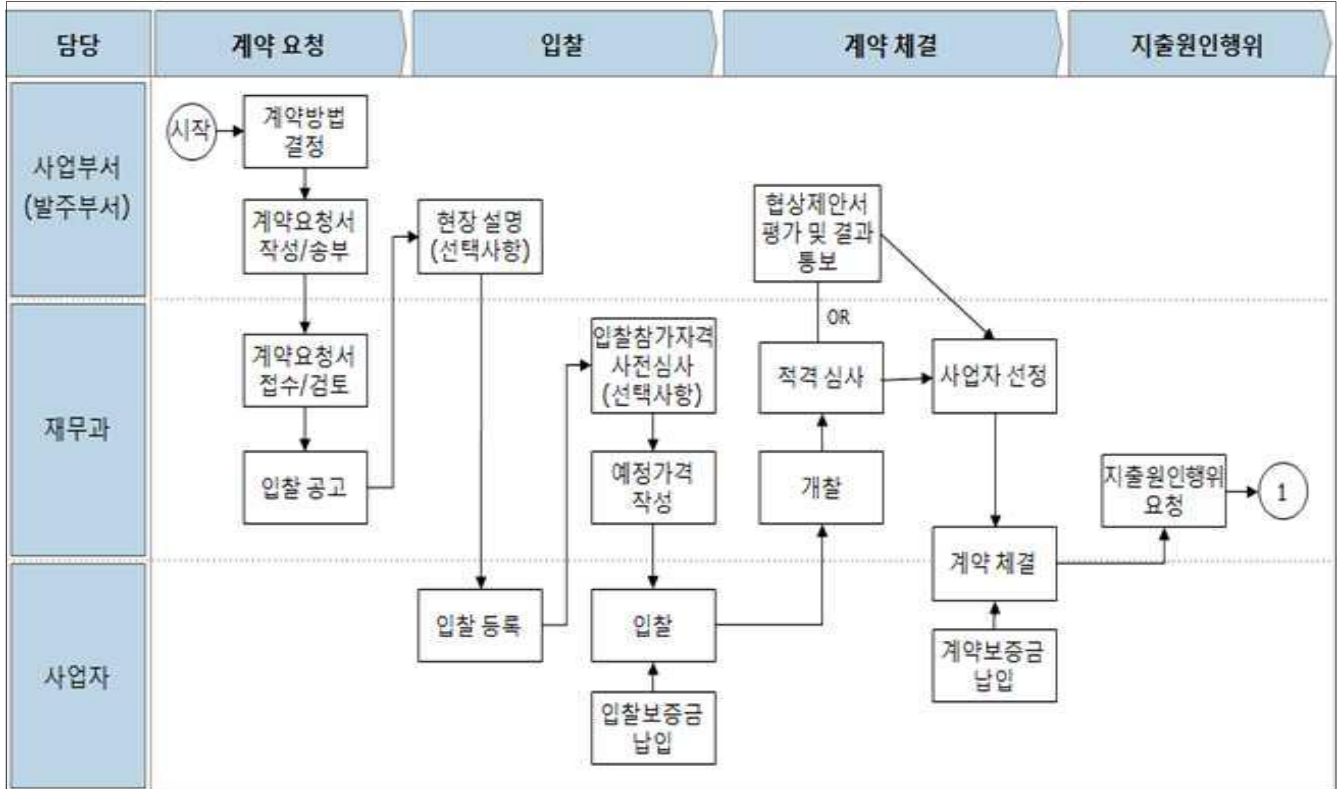 담당
계약 요청
입찰
계약 체결
지출원인행위
사업부서
(발주부서)
시작
계약방법
결정
계약요청서
작성/송부
현장 설명
(선택사항)
협상제안서
평가 및 결과
통보
재무과
계약요청서
접수/검토
입찰 공고
입찰참가자격
사전심사
(선택사항)
예정가격
작성
OR
적격 심사
개찰
사업자 선정
계약 체결
지출원인행위
요청
1
사업자
입찰 등록
입찰
입찰보증금
납입
계약보증금
납입